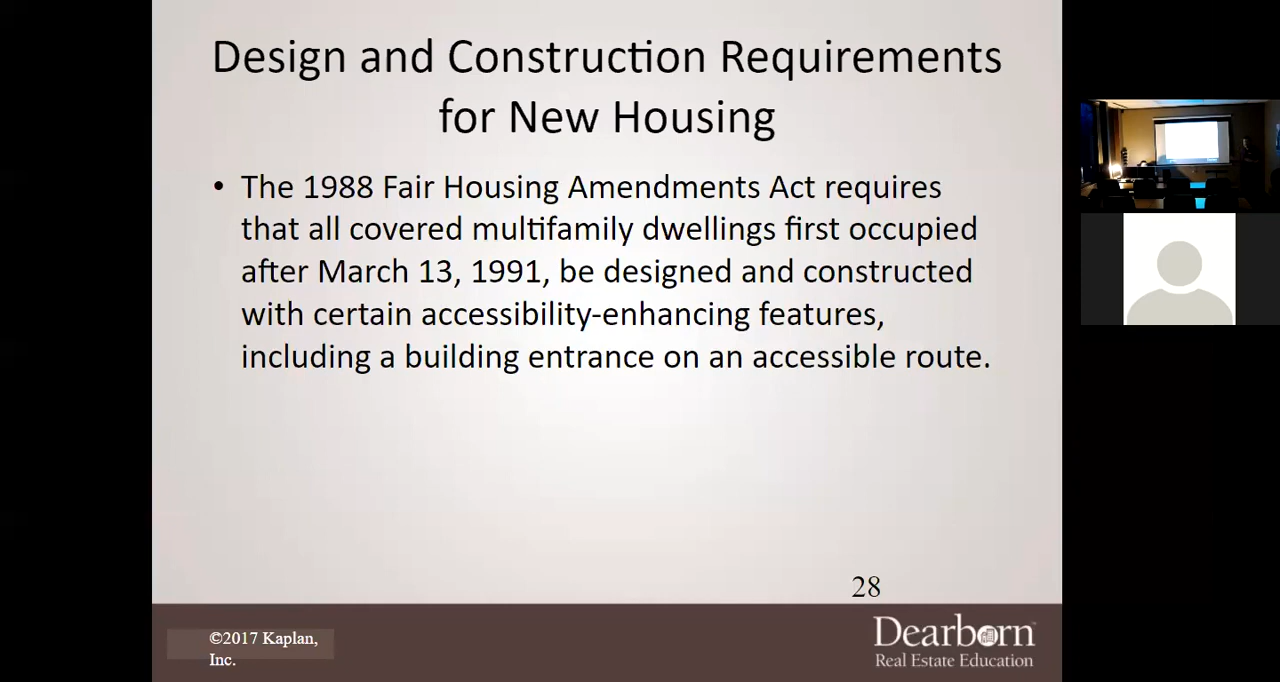 Design and Construction Requirements
for New Housing
• The 1988 Fair Housing Amendments Act requires
that all covered multifamily dwellings first occupied
after March 13, 1991, be designed and constructed
with certain accessibility-enhancing features,
including a building entrance on an accessible route.
28
©2017 Kaplan,
Inc.
Dearborn™
Real Estate Education